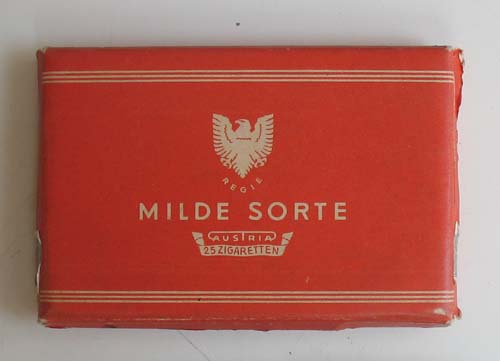 REGIE
MILDE SORTE
AUSTRIA
25 ZIGARETTEN